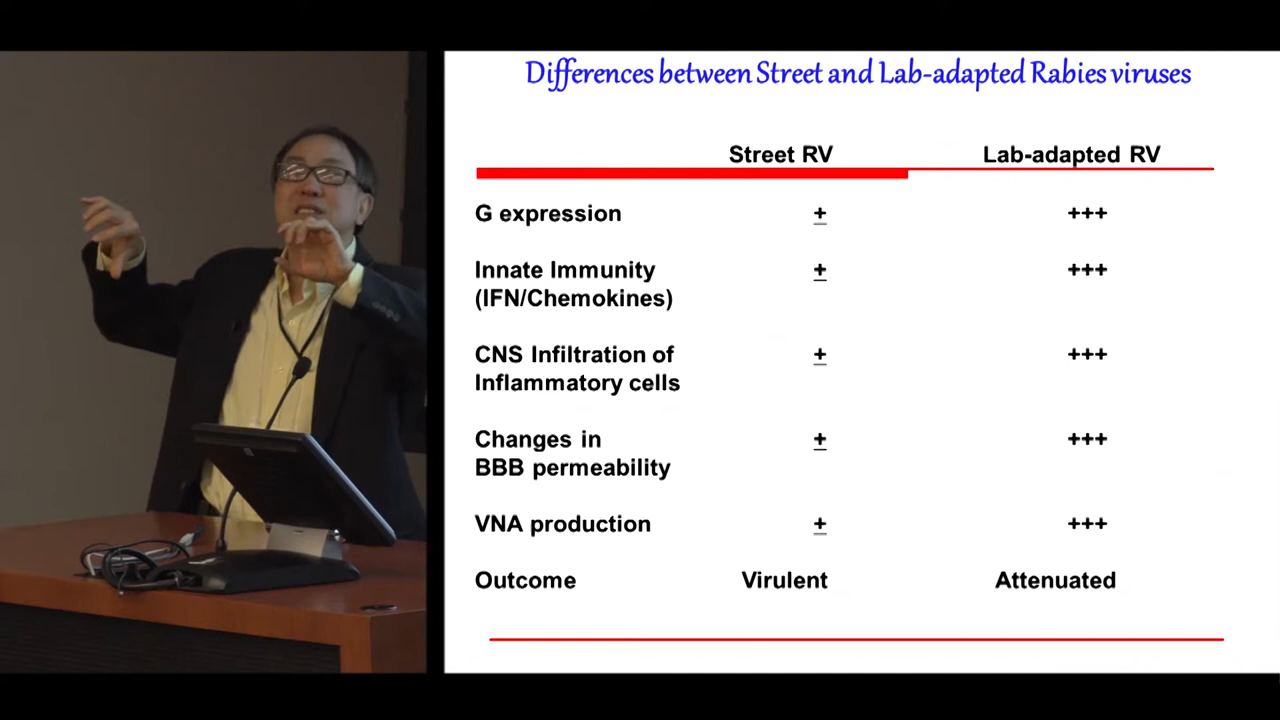 Differences between Street and Lab-adapted Rabies viruses
Street RV Lab-adapted RV
G expression ± +++
Innate Immunity ± +++
(IFN/Chemokines)
CNS Infiltration of ± +++
Inflammatory cells
Changes in ± +++
BBB permeability
VNA production ± +++
Outcome Virulent Attenuated